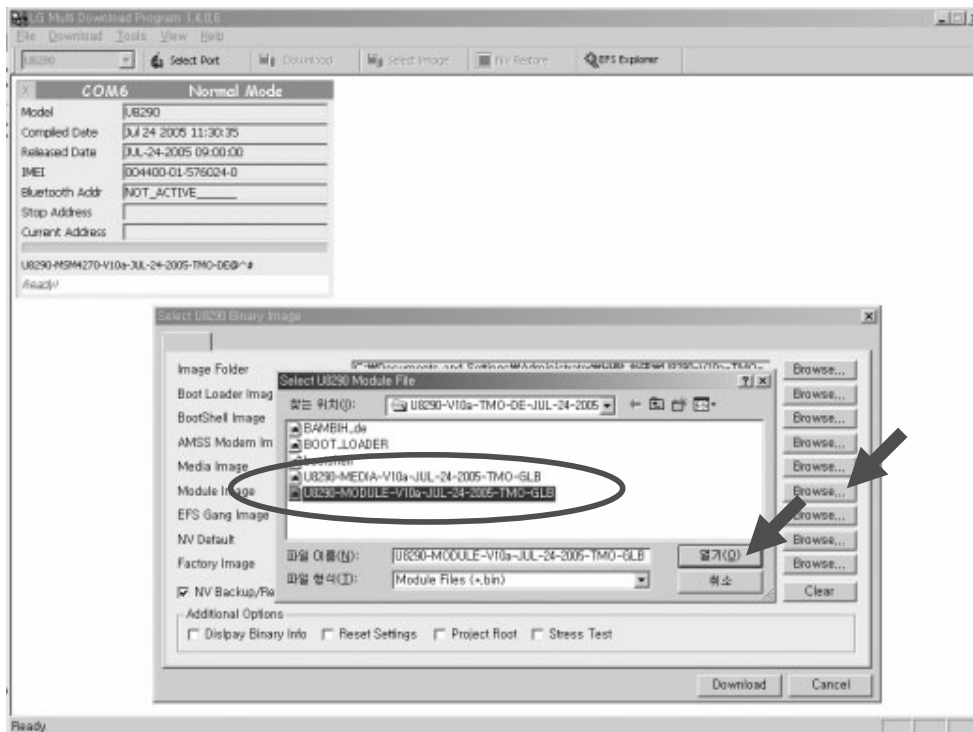 LG Multi Download Program 1.4.0.6
File Download Tools View Help
U8290 Select Port Download Select Image NV Restore EFS Explorer
X COM6 Normal Mode
Model U8290
Compiled Date Jul 24 2005 11:30:35
Released Date JUL-24-2005 09:00:00
IMEI 004400-01-576024-0
Bluetooth Addr NOT_ACTIVE______
Stop Address
Current Address
U8290-MSM4270-V10a-JUL-24-2005-TMO-DE@^#
Ready!
Select U8290 Binary Image
Image Folder Browse...
Select U8290 Module File
Boot Loader Imag Browse...
찾는 위치(I): U8290-V10a-TMO-DE-JUL-24-2005
BootShell Image Browse...
BAMBIH_de
AMSS Modem Im Browse...
BOOT_LOADER
Media Image Browse...
U8290-MEDIA-V10a-JUL-24-2005-TMO-GLB
Module Image Browse...
U8290-MODULE-V10a-JUL-24-2005-TMO-GLB
EFS Gang Image Browse...
NV Default Browse...
파일 이름(N): U8290-MODULE-V10a-JUL-24-2005-TMO-GLB 열기(O)
Factory Image Browse...
파일 형식(T): Module Files (*.bin) 취소
NV Backup/Re Clear
Additional Options
Dislpay Binary Info Reset Settings Project Root Stress Test
Download Cancel
Ready